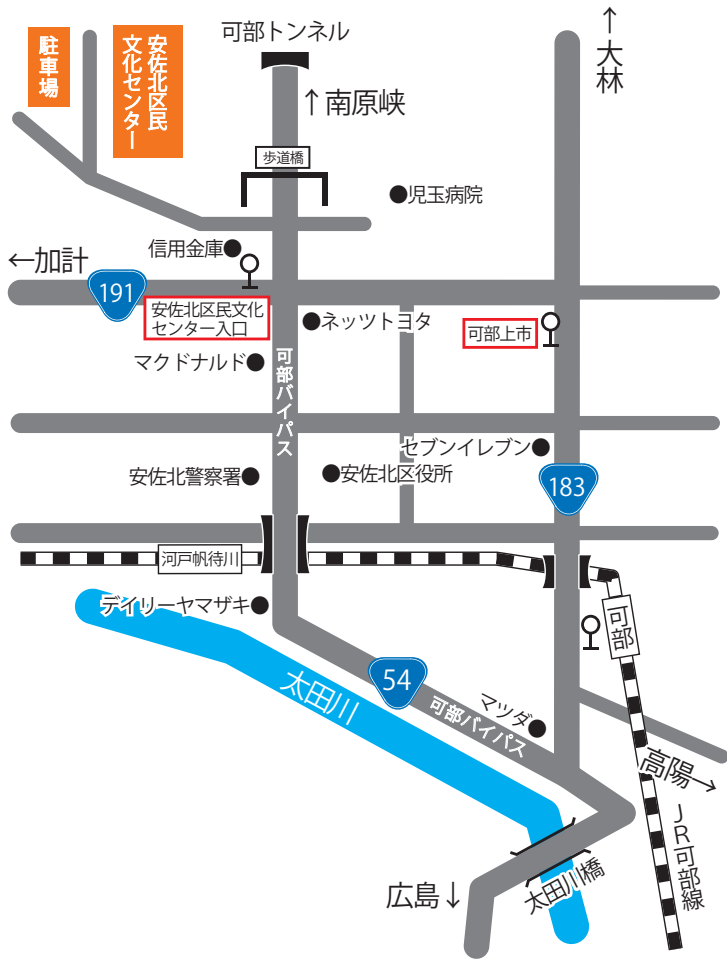 可部トンネル
↑南原峡
↑大林
駐車場
安佐北区民
文化センター
歩道橋
児玉病院
信用金庫
←加計
191
安佐北区民文化
センター入口
ネッツトヨタ
可部上市
マクドナルド
可部バイパス
セブンイレブン
安佐北警察署
安佐北区役所
183
河戸帆待川
デイリーヤマザキ
可部
太田川
54
可部バイパス
マツダ
高陽→
JR可部線
広島↓
太田川橋